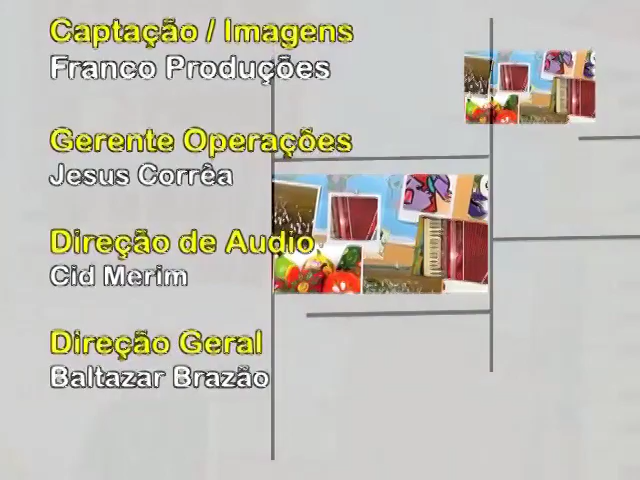 Captação / Imagens
Franco Produções
Gerente Operações
Jesus Corrêa
Direção de Audio
Cid Merim
Direção Geral
Baltazar Brazão